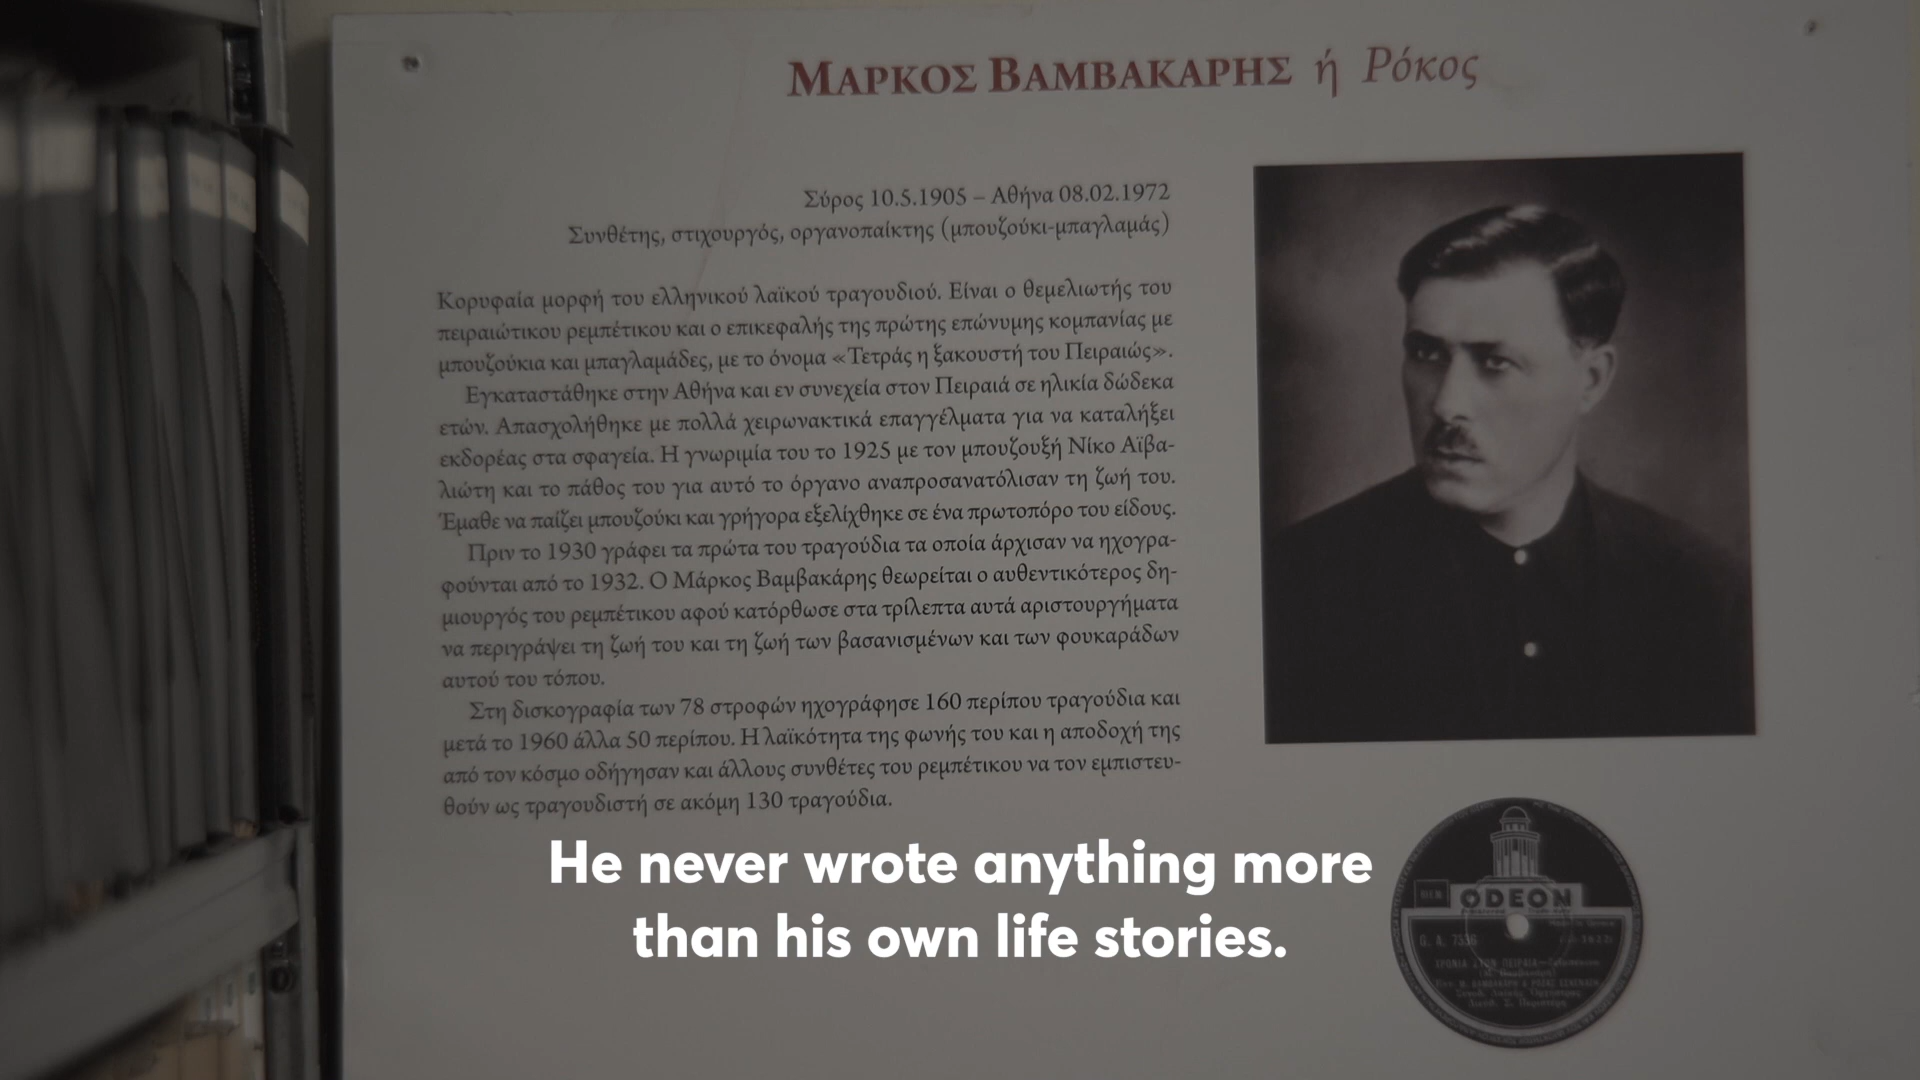 ΜΑΡΚΟΣ ΒΑΜΒΑΚΑΡΗΣ ή Ρόκος
Σύρος 10.5.1905 – Αθήνα 08.02.1972
Συνθέτης, στιχουργός, οργανοπαίκτης (μπουζούκι-μπαγλαμάς)
Κορυφαία μορφή του ελληνικού λαϊκού τραγουδιού. Είναι ο θεμελιωτής του
πειραιώτικου ρεμπέτικου και ο επικεφαλής της πρώτης επώνυμης κομπανίας με
μπουζούκια και μπαγλαμάδες, με το όνομα «Τετράς η ξακουστή του Πειραιώς».
Εγκαταστάθηκε στην Αθήνα και εν συνεχεία στον Πειραιά σε ηλικία δώδεκα
ετών. Απασχολήθηκε με πολλά χειρωνακτικά επαγγέλματα για να καταλήξει
εκδορέας στα σφαγεία. Η γνωριμία του το 1925 με τον μπουζουξή Νίκο Αϊβα-
λιώτη και το πάθος του για αυτό το όργανο αναπροσανατόλισαν τη ζωή του.
Έμαθε να παίζει μπουζούκι και γρήγορα εξελίχθηκε σε ένα πρωτοπόρο του είδους.
Πριν το 1930 γράφει τα πρώτα του τραγούδια τα οποία άρχισαν να ηχογρα-
φούνται από το 1932. Ο Μάρκος Βαμβακάρης θεωρείται ο αυθεντικότερος δη-
μιουργός του ρεμπέτικου αφού κατόρθωσε στα τρίλεπτα αυτά αριστουργήματα
να περιγράψει τη ζωή του και τη ζωή των βασανισμένων και των φουκαράδων
αυτού του τόπου.
Στη δισκογραφία των 78 στροφών ηχογράφησε 160 περίπου τραγούδια και
μετά το 1960 άλλα 50 περίπου. Η λαϊκότητα της φωνής του και η αποδοχή της
από τον κόσμο οδήγησαν και άλλους συνθέτες του ρεμπέτικου να τον εμπιστευ-
θούν ως τραγουδιστή σε ακόμη 130 τραγούδια.
He never wrote anything more
than his own life stories.
ODEON
G. A. 7536